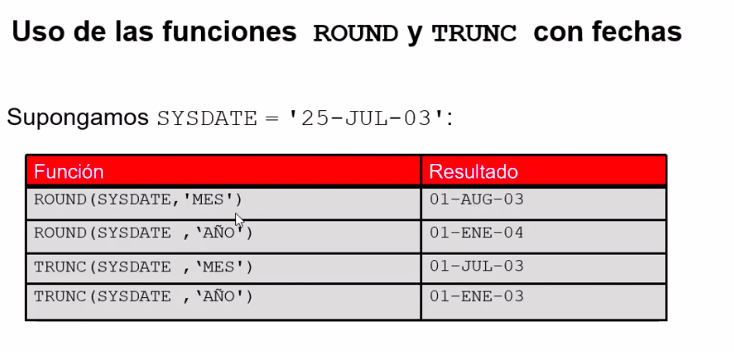 Uso de las funciones ROUND y TRUNC con fechas
Supongamos SYSDATE = '25-JUL-03':
Función Resultado
ROUND(SYSDATE,'MES') 01-AUG-03
ROUND(SYSDATE ,‘AÑO') 01-ENE-04
TRUNC(SYSDATE ,‘MES') 01-JUL-03
TRUNC(SYSDATE ,‘AÑO') 01-ENE-03